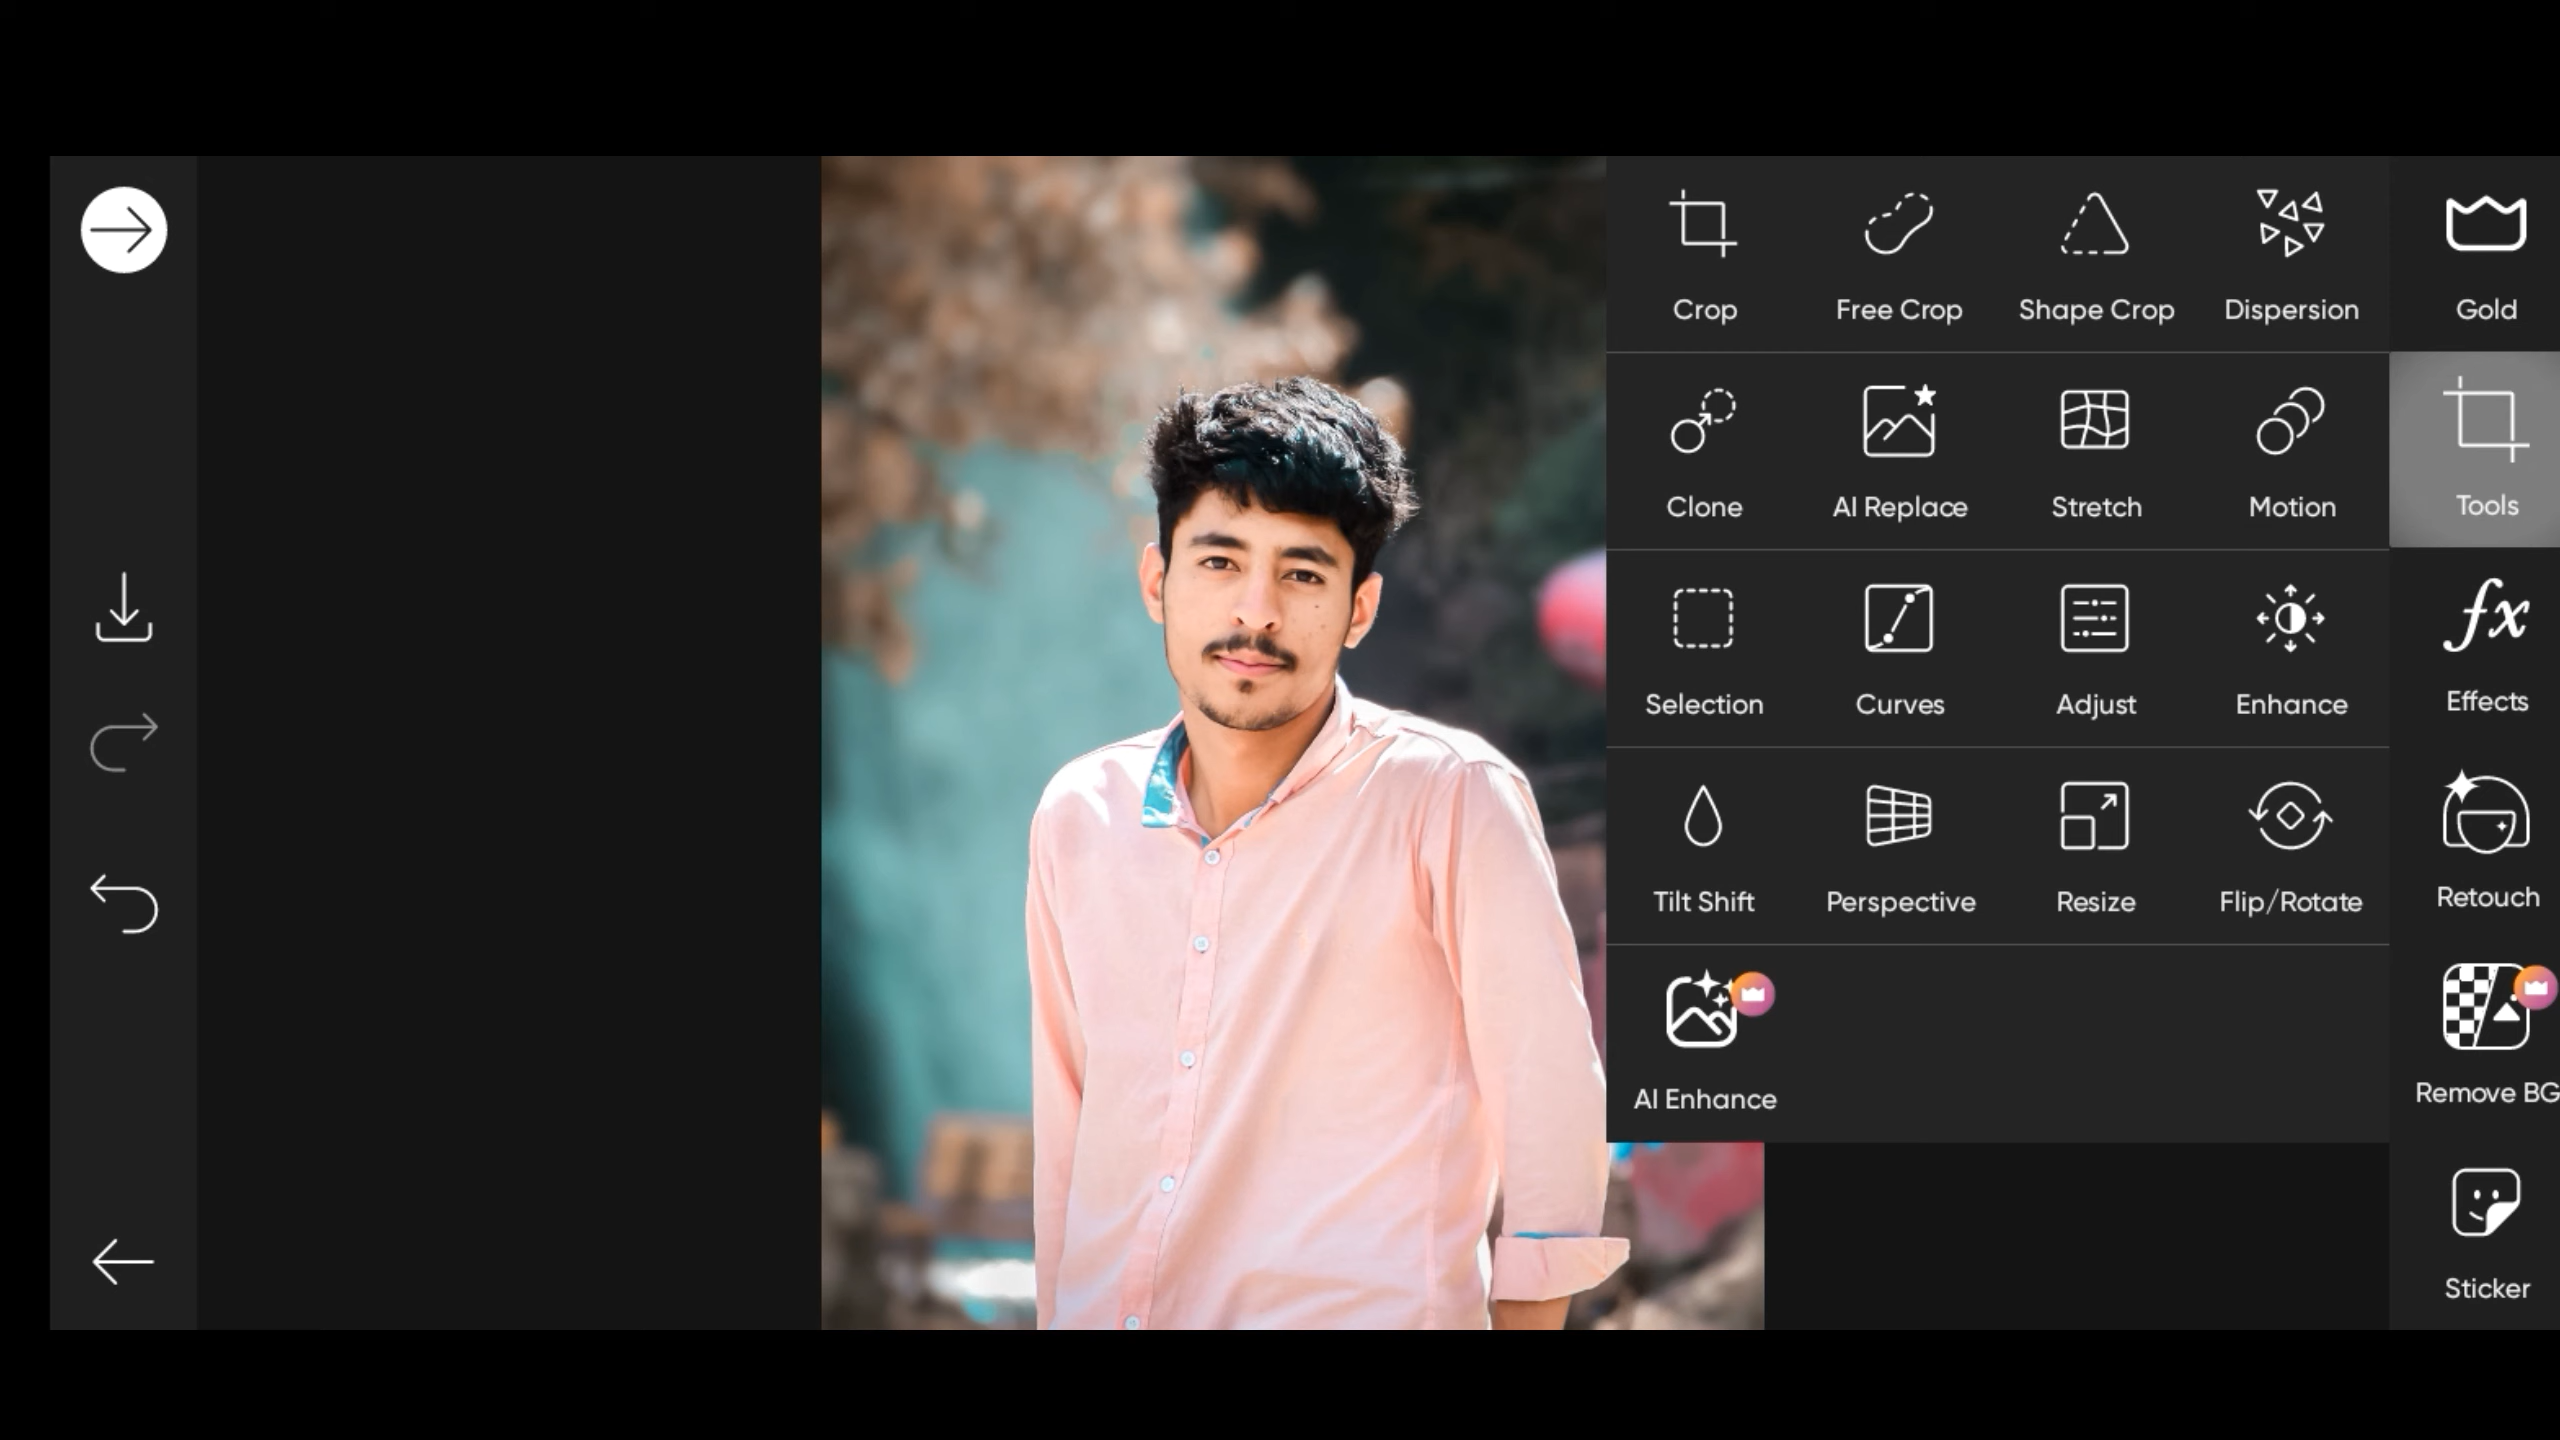 Crop Free Crop Shape Crop Dispersion Gold
Clone AI Replace Stretch Motion Tools
Selection Curves Adjust Enhance fx Effects
Tilt Shift Perspective Resize Flip/Rotate Retouch
AI Enhance Remove BG
Sticker